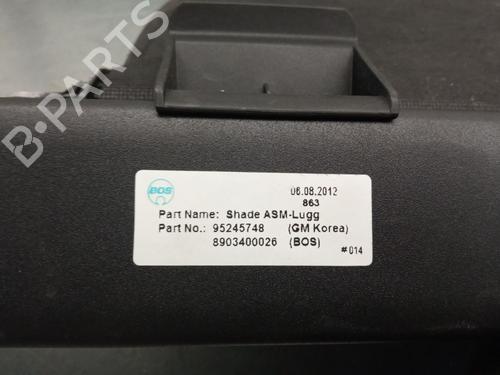 B-PARTS
BOS
06.08.2012
863
Part Name: Shade ASM-Lugg
Part No.: 95245748 (GM Korea)
8903400026 (BOS)
#014